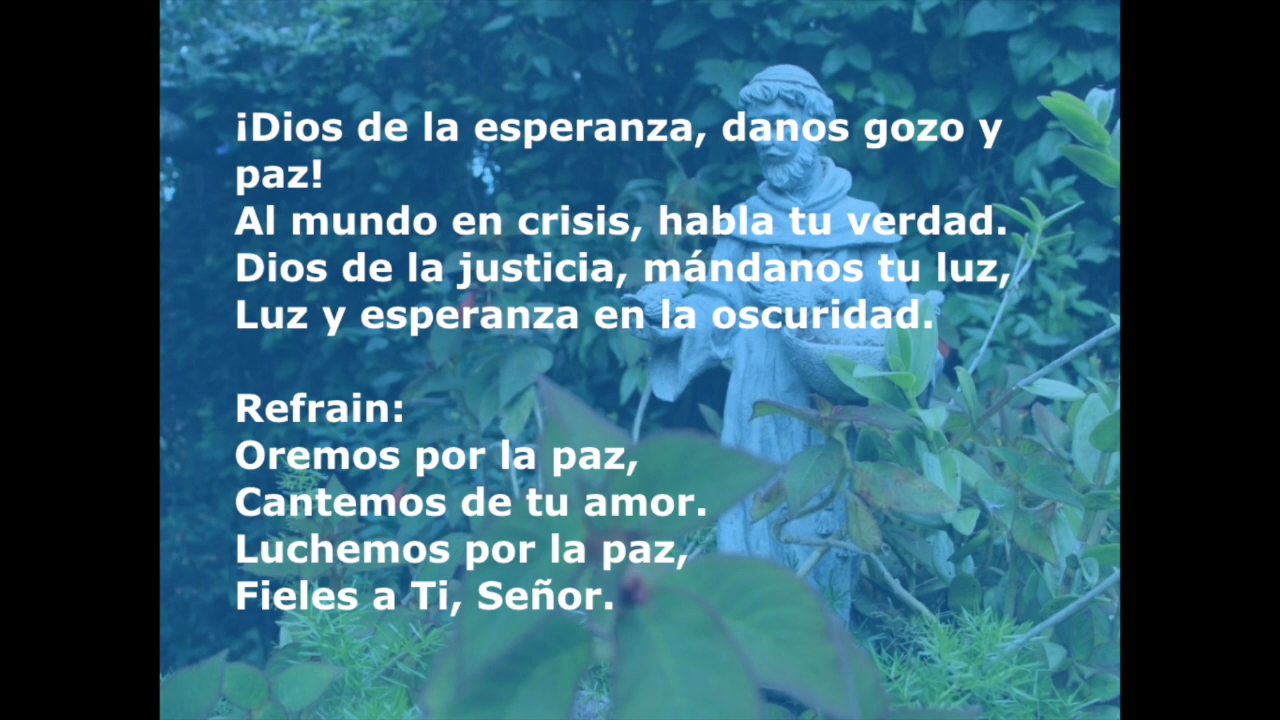 ¡Dios de la esperanza, danos gozo y
paz!
Al mundo en crisis, habla tu verdad.
Dios de la justicia, mándanos tu luz,
Luz y esperanza en la oscuridad.
Refrain:
Oremos por la paz,
Cantemos de tu amor.
Luchemos por la paz,
Fieles a Ti, Señor.